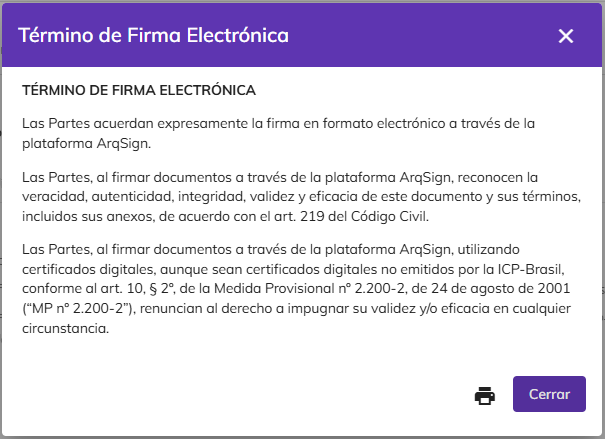 Término de Firma Electrónica
TÉRMINO DE FIRMA ELECTRÓNICA
Las Partes acuerdan expresamente la firma en formato electrónico a través de la
plataforma ArqSign.
Las Partes, al firmar documentos a través de la plataforma ArqSign, reconocen la
veracidad, autenticidad, integridad, validez y eficacia de este documento y sus términos,
incluidos sus anexos, de acuerdo con el art. 219 del Código Civil.
Las Partes, al firmar documentos a través de la plataforma ArqSign, utilizando
certificados digitales, aunque sean certificados digitales no emitidos por la ICP-Brasil,
conforme al art. 10, § 2º, de la Medida Provisional nº 2.200-2, de 24 de agosto de 2001
(“MP nº 2.200-2”), renuncian al derecho a impugnar su validez y/o eficacia en cualquier
circunstancia.
Cerrar